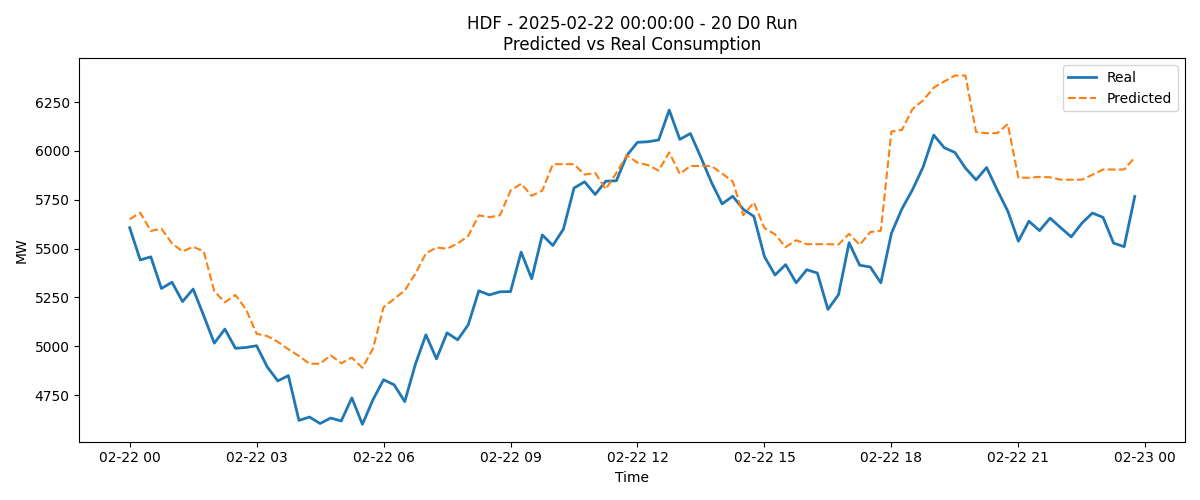 HDF - 2025-02-22 00:00:00 - 20 D0 Run
Predicted vs Real Consumption
Real
Predicted
MW
6250
6000
5750
5500
5250
5000
4750
02-22 00
02-22 03
02-22 06
02-22 09
02-22 12
02-22 15
02-22 18
02-22 21
02-23 00
Time